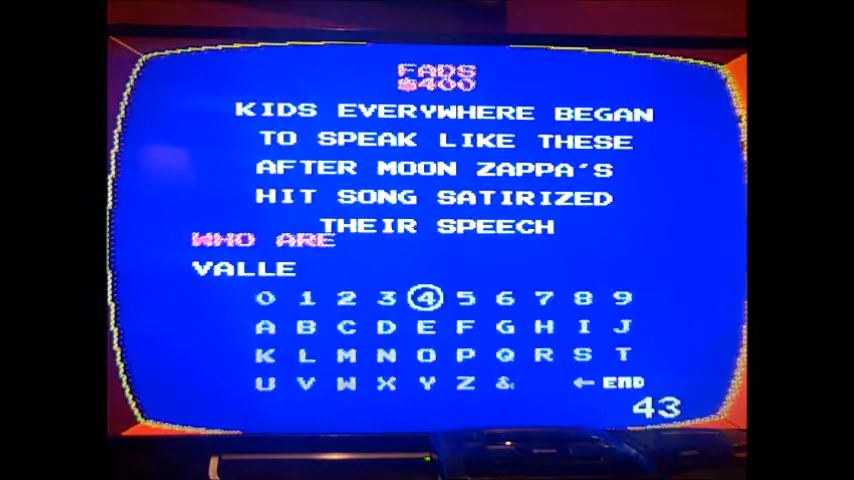 FADS
$400
KIDS EVERYWHERE BEGAN
TO SPEAK LIKE THESE
AFTER MOON ZAPPA'S
HIT SONG SATIRIZED
THEIR SPEECH
WHO ARE
VALLE
0 1 2 3 4 5 6 7 8 9
A B C D E F G H I J
K L M N O P Q R S T
U V W X Y Z & ← END
43